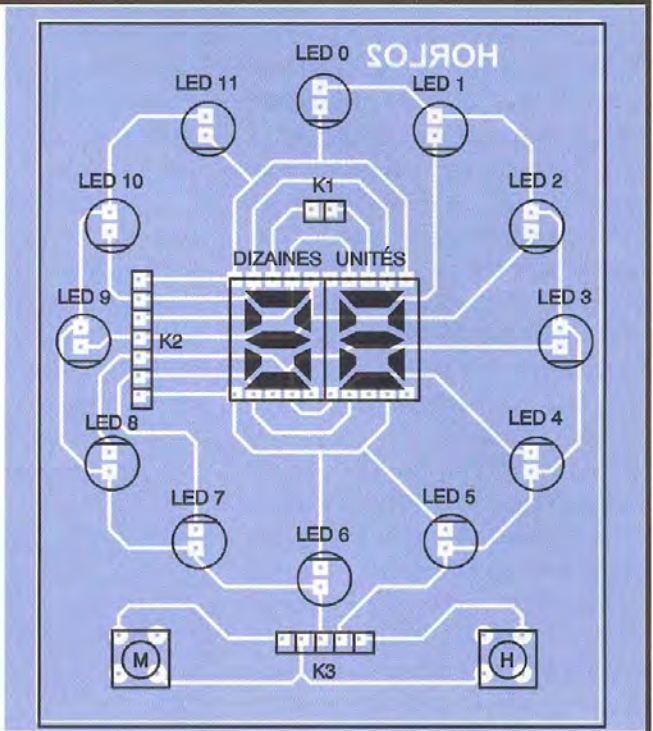 LED 0
HORLO2
LED 11
LED 1
LED 10
K1
LED 2
DIZAINES
UNITÉS
LED 9
K2
LED 3
LED 8
LED 4
LED 7
LED 5
LED 6
M
K3
H